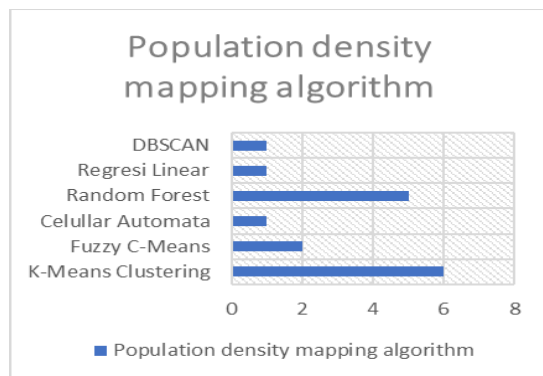 Population density
mapping algorithm
DBSCAN
Regresi Linear
Random Forest
Celullar Automata
Fuzzy C-Means
K-Means Clustering
0 2 4 6 8
Population density mapping algorithm